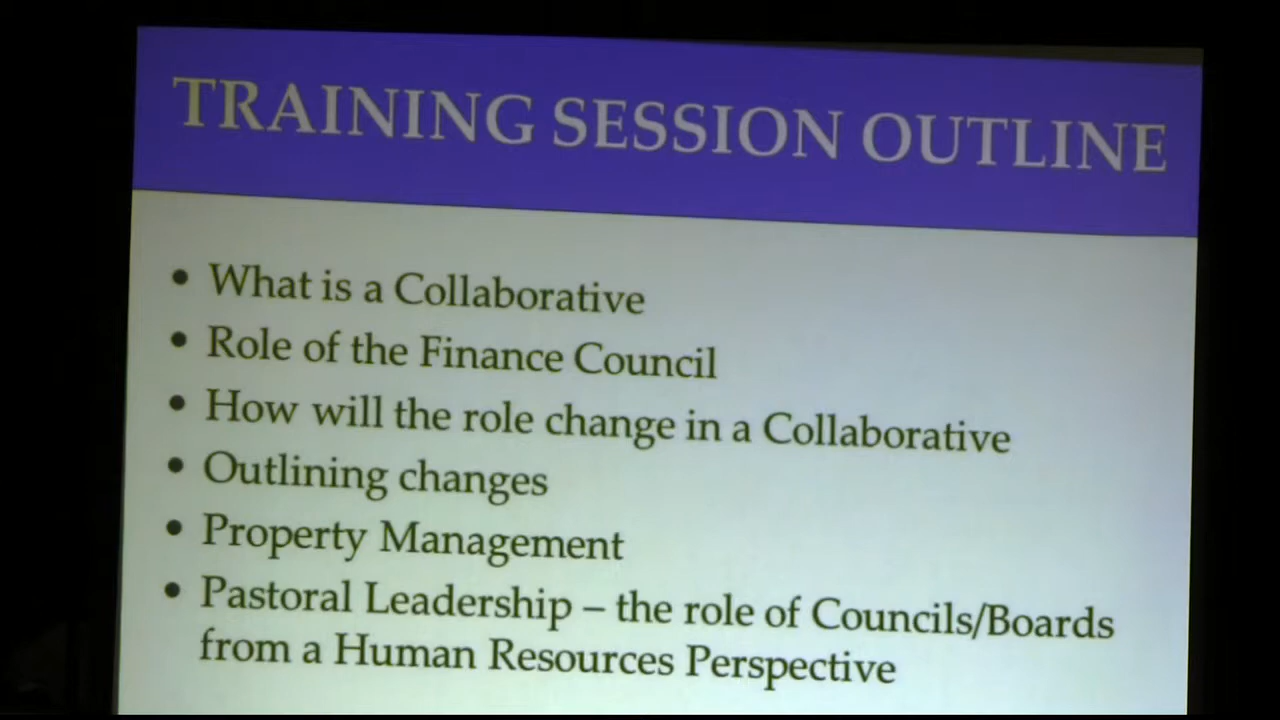 TRAINING SESSION OUTLINE
• What is a Collaborative
• Role of the Finance Council
• How will the role change in a Collaborative
• Outlining changes
• Property Management
• Pastoral Leadership – the role of Councils/Boards
from a Human Resources Perspective